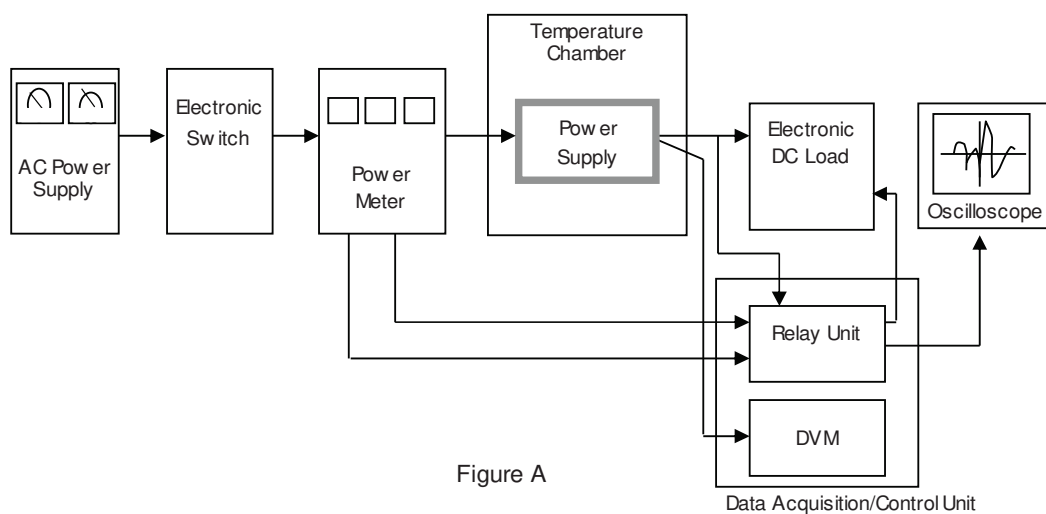 Temperature
Chamber
AC Power
Supply
Electronic
Switch
Power
Meter
Power
Supply
Electronic
DC Load
Oscilloscope
Relay Unit
DVM
Figure A
Data Acquisition/Control Unit